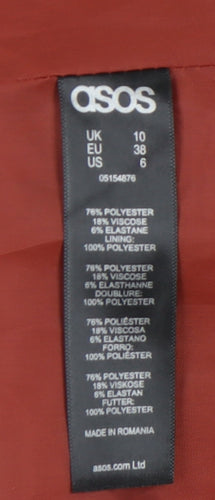 asos
UK 10
EU 38
US 6
05154876
76% POLYESTER
18% VISCOSE
6% ELASTANE
LINING:
100% POLYESTER
76% POLYESTER
18% VISCOSE
6% ELASTHANNE
DOUBLURE:
100% POLYESTER
76% POLIÉSTER
18% VISCOSA
6% ELASTANO
FORRO:
100% POLIÉSTER
76% POLYESTER
18% VISKOSE
6% ELASTAN
FUTTER:
100% POLYESTER
MADE IN ROMANIA
asos.com Ltd